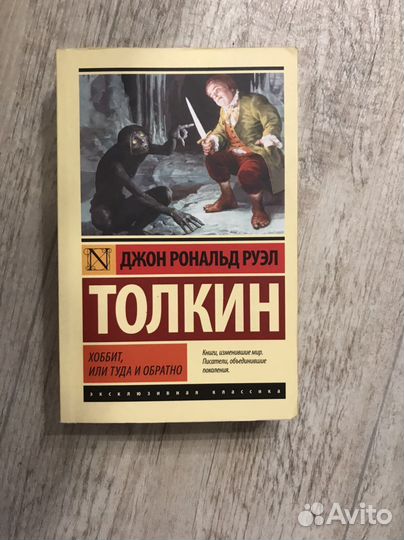 N
ДЖОН РОНАЛЬД РУЭЛ
ТОЛКИН
ХОББИТ,
ИЛИ ТУДА И ОБРАТНО
Книги, изменившие мир.
Писатели, объединившие
поколения.
эксклюзивная классика
Avito